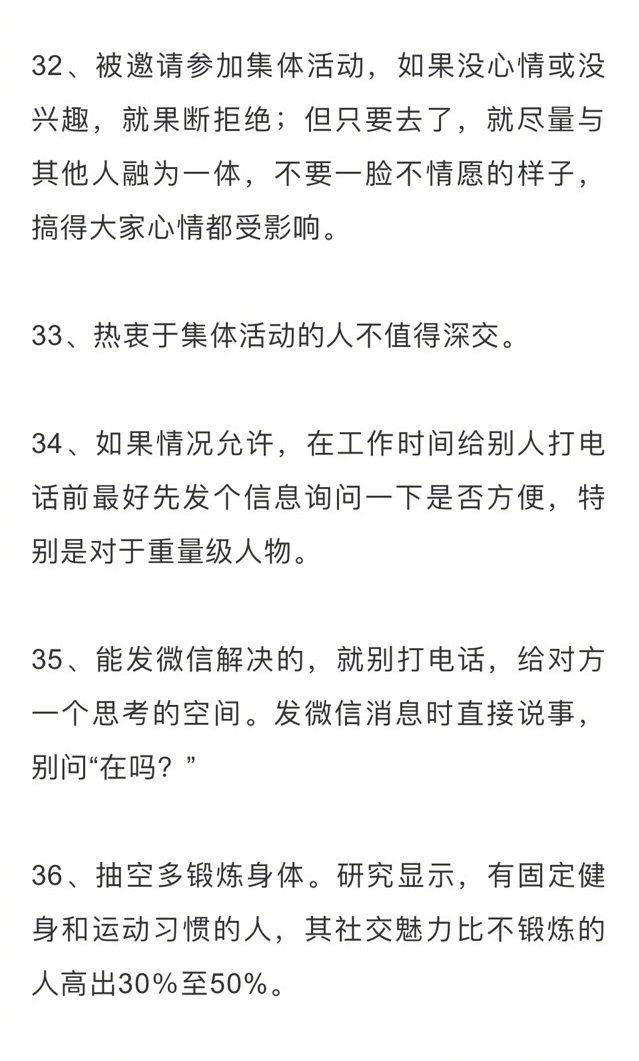 32、被邀请参加集体活动，如果没心情或没
兴趣，就果断拒绝；但只要去了，就尽量与
其他人融为一体，不要一脸不情愿的样子，
搞得大家心情都受影响。
33、热衷于集体活动的人不值得深交。
34、如果情况允许，在工作时间给别人打电
话前最好先发个信息询问一下是否方便，特
别是对于重量级人物。
35、能发微信解决的，就别打电话，给对方
一个思考的空间。发微信消息时直接说事，
别问“在吗？”
36、抽空多锻炼身体。研究显示，有固定健
身和运动习惯的人，其社交魅力比不锻炼的
人高出30%至50%。